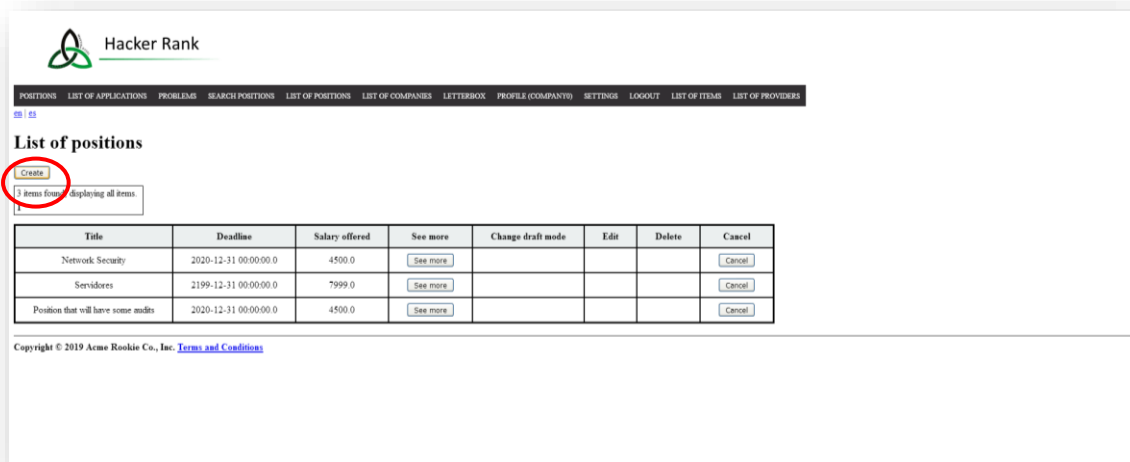 Hacker Rank
POSITIONS LIST OF APPLICATIONS PROBLEMS SEARCH POSITIONS LIST OF POSITIONS LIST OF COMPANIES LETTERBOX PROFILE (COMPANY0) SETTINGS LOGOUT LIST OF ITEMS LIST OF PROVIDERS
en | es
List of positions
Create
3 items found, displaying all items.
1
Title Deadline Salary offered See more Change draft mode Edit Delete Cancel
Network Security 2020-12-31 00:00:00.0 4500.0 See more Cancel
Servidores 2199-12-31 00:00:00.0 7999.0 See more Cancel
Position that will have some audits 2020-12-31 00:00:00.0 4500.0 See more Cancel
Copyright © 2019 Acme Rookie Co., Inc. Terms and Conditions